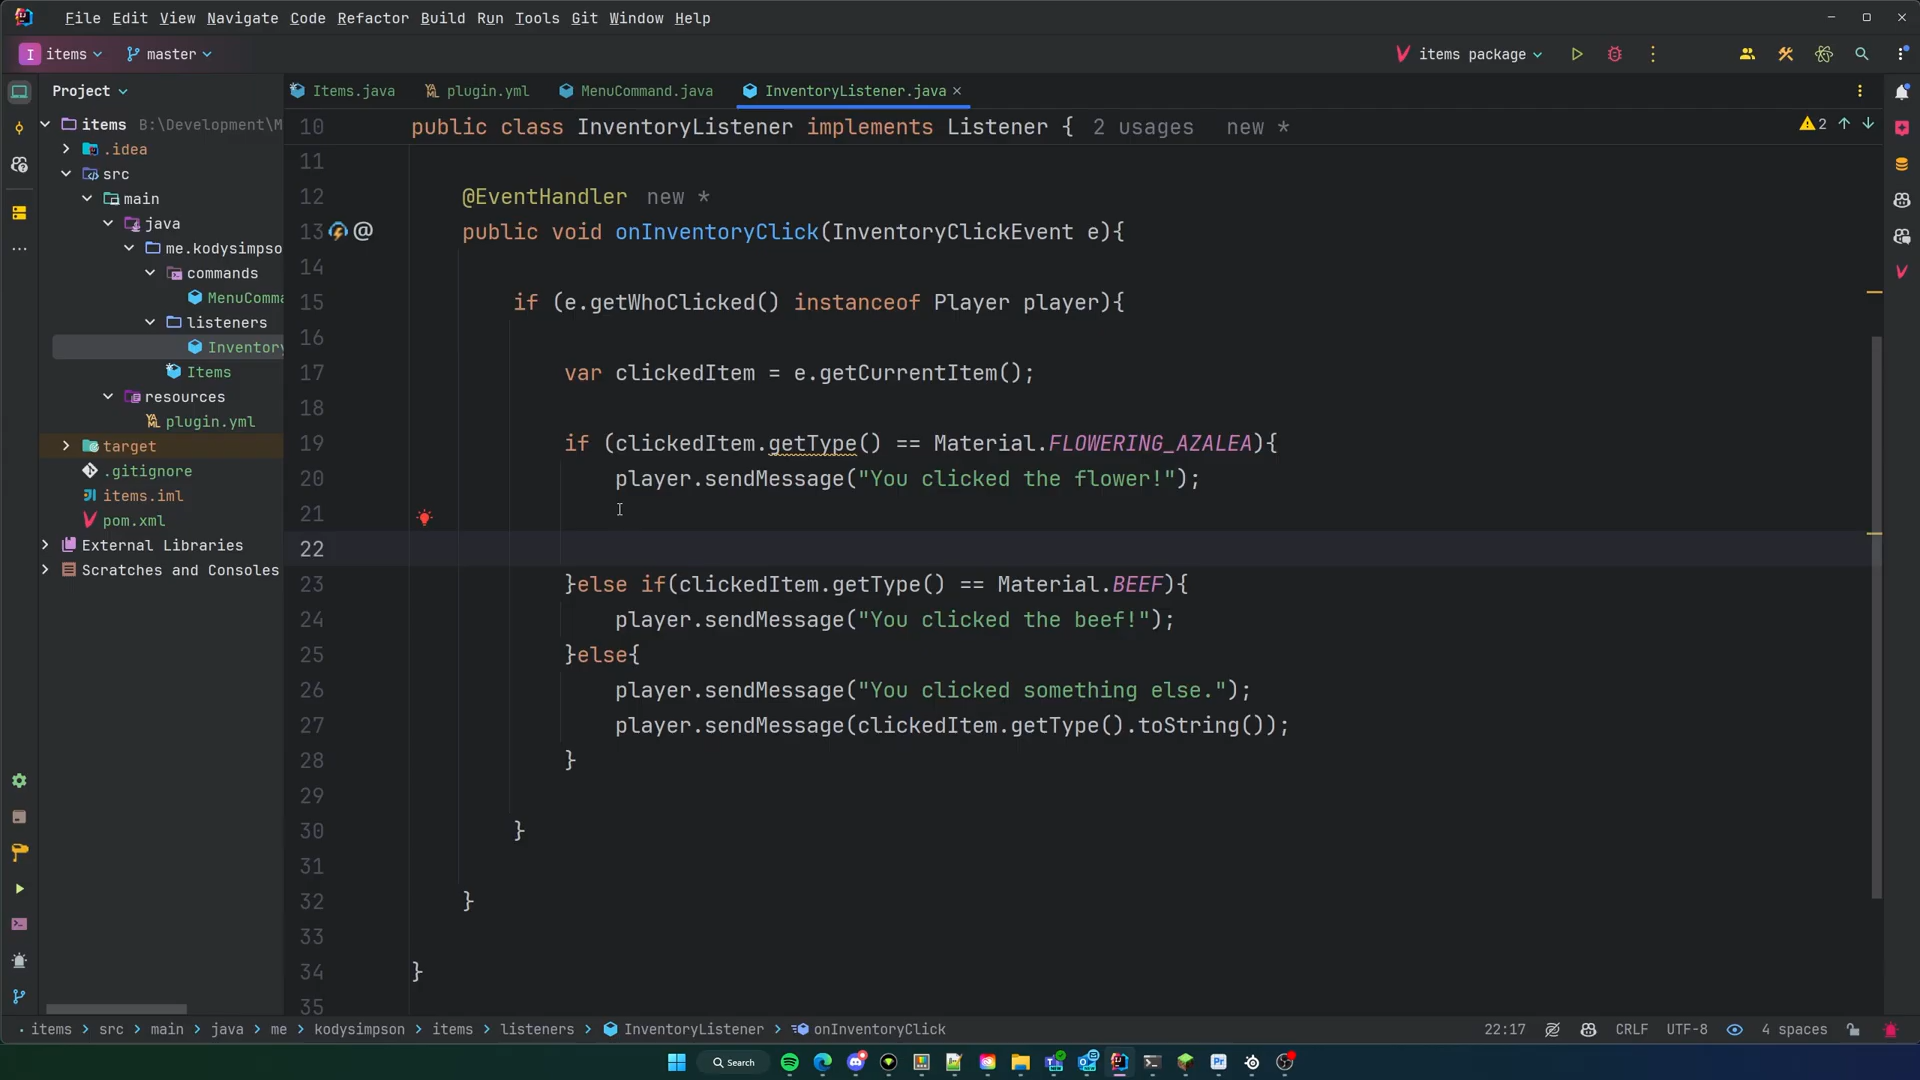 File Edit View Navigate Code Refactor Build Run Tools Git Window Help
I items master items package
Project Items.java plugin.yml MenuCommand.java InventoryListener.java
items B:\Development\M
.idea
src
main
java
me.kodysimpso
commands
MenuComma
listeners
Inventory
Items
resources
plugin.yml
target
.gitignore
items.iml
pom.xml
External Libraries
Scratches and Consoles
10 public class InventoryListener implements Listener { 2 usages new * 2
11
12 @EventHandler new *
13 public void onInventoryClick(InventoryClickEvent e){
14
15 if (e.getWhoClicked() instanceof Player player){
16
17 var clickedItem = e.getCurrentItem();
18
19 if (clickedItem.getType() == Material.FLOWERING_AZALEA){
20 player.sendMessage("You clicked the flower!");
21
22
23 }else if(clickedItem.getType() == Material.BEEF){
24 player.sendMessage("You clicked the beef!");
25 }else{
26 player.sendMessage("You clicked something else.");
27 player.sendMessage(clickedItem.getType().toString());
28 }
29
30 }
31
32 }
33
34 }
35
items > src > main > java > me > kodysimpson > items > listeners > InventoryListener > onInventoryClick 22:17 CRLF UTF-8 4 spaces
Search